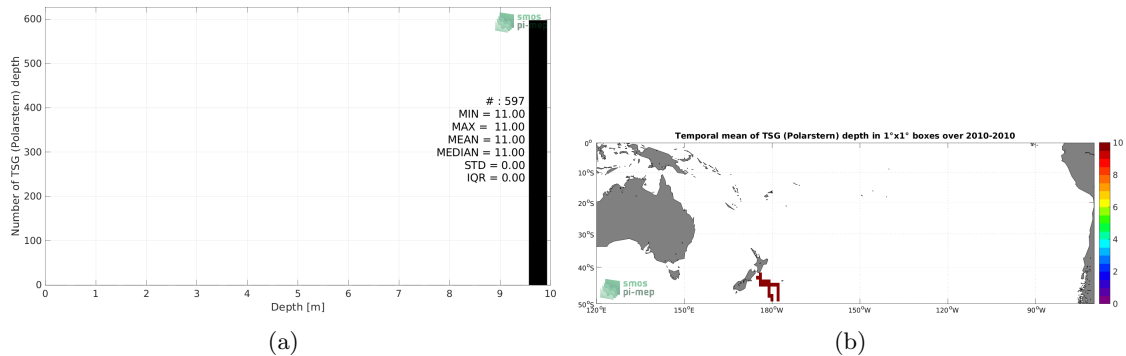 600
500
400
300
200
100
0
0 1 2 3 4 5 6 7 8 9 10
Number of TSG (Polarstern) depth
Depth [m]
smos
pi-mep
# : 597
MIN = 11.00
MAX = 11.00
MEAN = 11.00
MEDIAN = 11.00
STD = 0.00
IQR = 0.00
(a)
Temporal mean of TSG (Polarstern) depth in 1°x1° boxes over 2010-2010
0°
10°S
20°S
30°S
40°S
50°S
120°E 150°E 180°W 150°W 120°W 90°W
smos
pi-mep
10
8
6
4
2
0
(b)